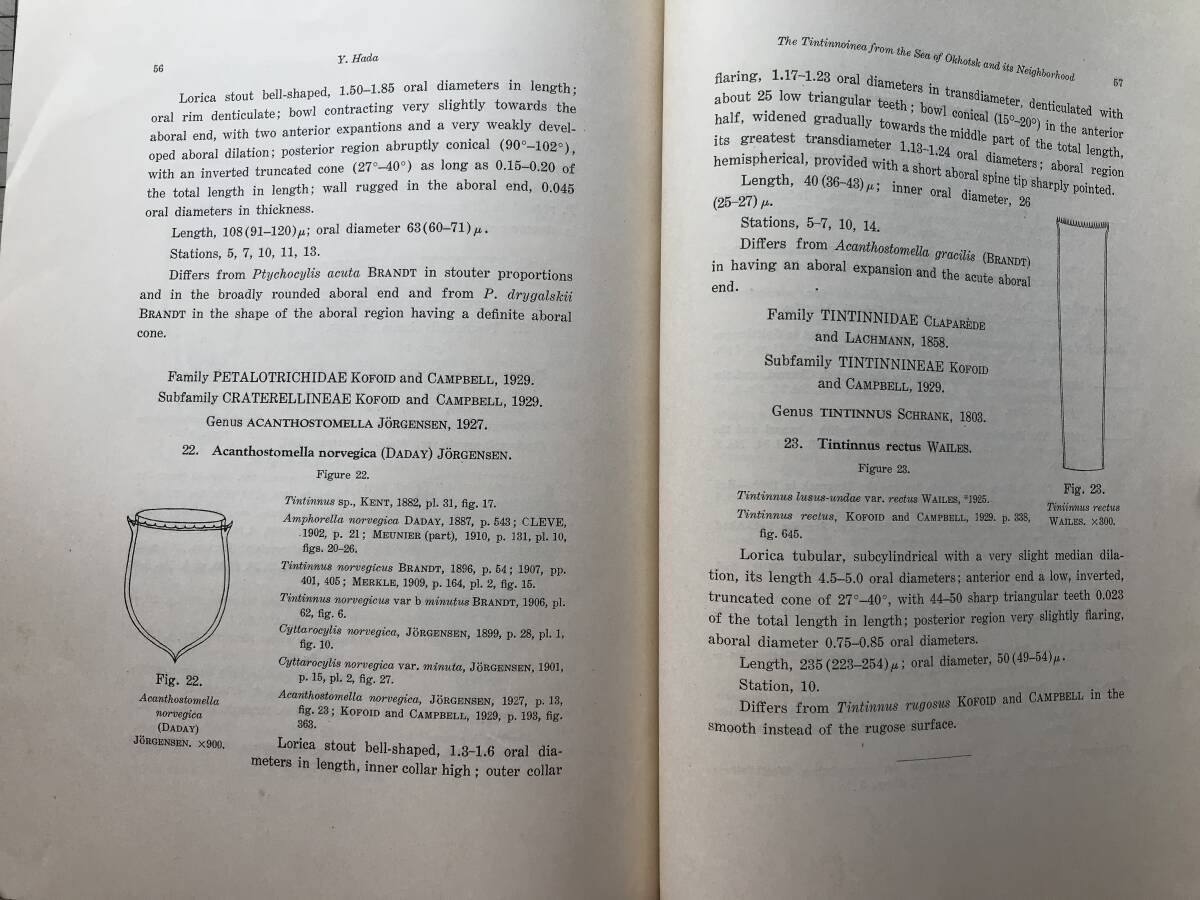 56
Y. Hada
Lorica stout bell-shaped, 1.50–1.85 oral diameters in length;
oral rim denticulate; bowl contracting very slightly towards the
aboral end, with two anterior expantions and a very weakly devel-
oped aboral dilation; posterior region abruptly conical (90°–102°),
with an inverted truncated cone (27°–40°) as long as 0.15–0.20 of
the total length in length; wall rugged in the aboral end, 0.045
oral diameters in thickness.
Length, 108 (91–120) μ; oral diameter 63 (60–71) μ.
Stations, 5, 7, 10, 11, 13.
Differs from Ptychocylis acuta BRANDT in stouter proportions
and in the broadly rounded aboral end and from P. drygalskii
BRANDT in the shape of the aboral region having a definite aboral
cone.
Family PETALOTRICHIDAE KOFOID and CAMPBELL, 1929.
Subfamily CRATERELLINEAE KOFOID and CAMPBELL, 1929.
Genus ACANTHOSTOMELLA JÖRGENSEN, 1927.
22. Acanthostomella norvegica (DADAY) JÖRGENSEN.
Figure 22.
Tintinnus sp., KENT, 1882, pl. 31, fig. 17.
Amphorella norvegica DADAY, 1887, p. 543; CLEVE,
1902, p. 21; MEUNIER (part), 1910, p. 131, pl. 10,
figs. 20–26.
Tintinnus norvegicus BRANDT, 1896, p. 54; 1907, pp.
401, 405; MERKLE, 1909, p. 164, pl. 2, fig. 15.
Tintinnus norvegicus var b minutus BRANDT, 1906, pl.
62, fig. 6.
Cyttarocylis norvegica, JÖRGENSEN, 1899, p. 28, pl. 1,
fig. 10.
Cyttarocylis norvegica var. minuta, JÖRGENSEN, 1901,
p. 15, pl. 2, fig. 27.
Acanthostomella norvegica, JÖRGENSEN, 1927, p. 13,
fig. 23; KOFOID and CAMPBELL, 1929, p. 193, fig.
363.
Fig. 22.
Acanthostomella
norvegica
(DADAY)
JÖRGENSEN. ×900.
Lorica stout bell-shaped, 1.3–1.6 oral dia-
meters in length, inner collar high; outer collar
The Tintinnoinea from the Sea of Okhotsk and its Neighborhood
57
flaring, 1.17–1.23 oral diameters in transdiameter, denticulated with
about 25 low triangular teeth; bowl conical (15°–20°) in the anterior
half, widened gradually towards the middle part of the total length,
its greatest transdiameter 1.13–1.24 oral diameters; aboral region
hemispherical, provided with a short aboral spine tip sharply pointed.
Length, 40 (36–43) μ; inner oral diameter, 26
(25–27) μ.
Stations, 5–7, 10, 14.
Differs from Acanthostomella gracilis (BRANDT)
in having an aboral expansion and the acute aboral
end.
Family TINTINNIDAE CLAPARÈDE
and LACHMANN, 1858.
Subfamily TINTINNINEAE KOFOID
and CAMPBELL, 1929.
Genus TINTINNUS SCHRANK, 1803.
23. Tintinnus rectus WAILES.
Figure 23.
Tintinnus lusus-undae var. rectus WAILES, *1925.
Tintinnus rectus, KOFOID and CAMPBELL, 1929. p. 338,
fig. 645.
Fig. 23.
Tintinnus rectus
WAILES. ×300.
Lorica tubular, subcylindrical with a very slight median dila-
tion, its length 4.5–5.0 oral diameters; anterior end a low, inverted,
truncated cone of 27°–40°, with 44–50 sharp triangular teeth 0.023
of the total length in length; posterior region very slightly flaring,
aboral diameter 0.75–0.85 oral diameters.
Length, 235 (223–254) μ; oral diameter, 50 (49–54) μ.
Station, 10.
Differs from Tintinnus rugosus KOFOID and CAMPBELL in the
smooth instead of the rugose surface.